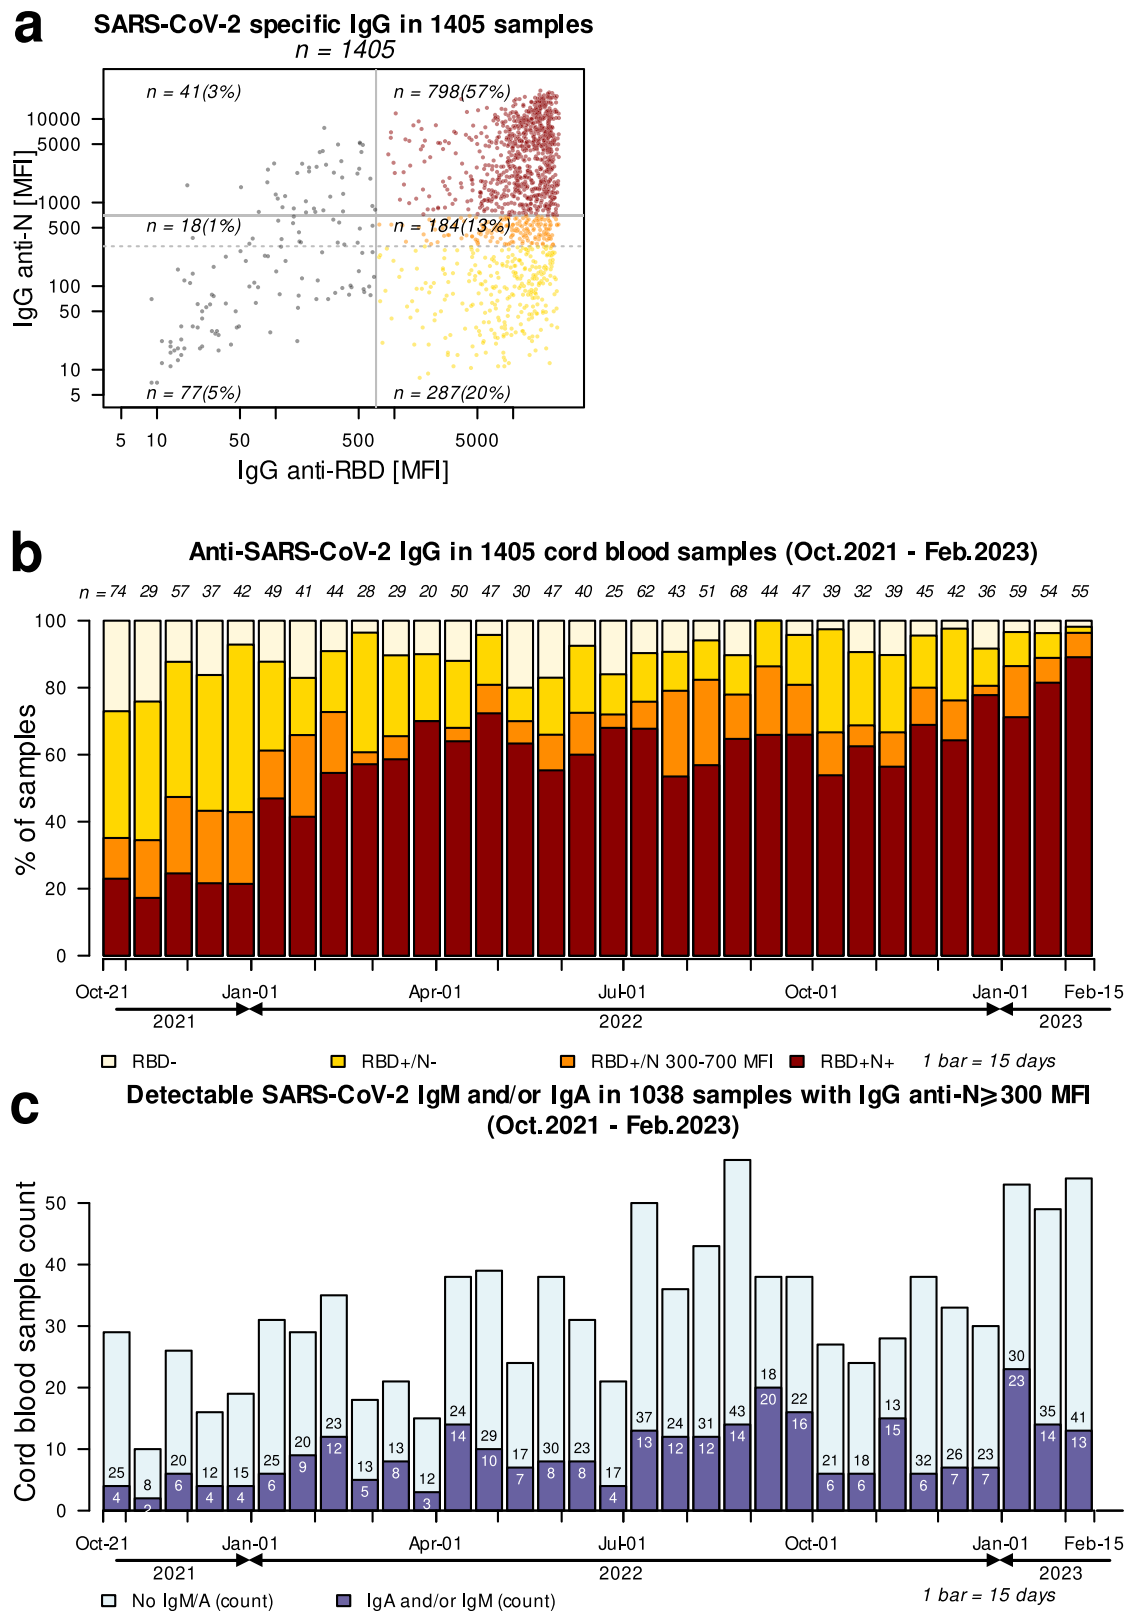 a
SARS-CoV-2 specific IgG in 1405 samples
n = 1405
n = 41(3%) n = 798(57%)
n = 18(1%) n = 184(13%)
n = 77(5%) n = 287(20%)
IgG anti-N [MFI]
10000
5000
1000
500
100
50
10
5
5 10 50 500 5000
IgG anti-RBD [MFI]
b
Anti-SARS-CoV-2 IgG in 1405 cord blood samples (Oct.2021 - Feb.2023)
n = 74 29 57 37 42 49 41 44 28 29 20 50 47 30 47 40 25 62 43 51 68 44 47 39 32 39 45 42 36 59 54 55
% of samples
100
80
60
40
20
0
Oct-21 Jan-01 Apr-01 Jul-01 Oct-01 Jan-01 Feb-15
2021 2022 2023
RBD- RBD+/N- RBD+/N 300-700 MFI RBD+N+ 1 bar = 15 days
c
Detectable SARS-CoV-2 IgM and/or IgA in 1038 samples with IgG anti-N⩾300 MFI
(Oct.2021 - Feb.2023)
Cord blood sample count
50
40
30
20
10
0
25 8 20 12 15 25 20 23 13 13 12 24 29 17 30 23 17 37 24 31 43 18 22 21 18 13 32 26 23 30 35 41
4 2 6 4 4 6 9 12 5 8 3 14 10 7 8 8 4 13 12 12 14 20 16 6 6 15 6 7 7 23 14 13
Oct-21 Jan-01 Apr-01 Jul-01 Oct-01 Jan-01 Feb-15
2021 2022 2023
No IgM/A (count) IgA and/or IgM (count) 1 bar = 15 days